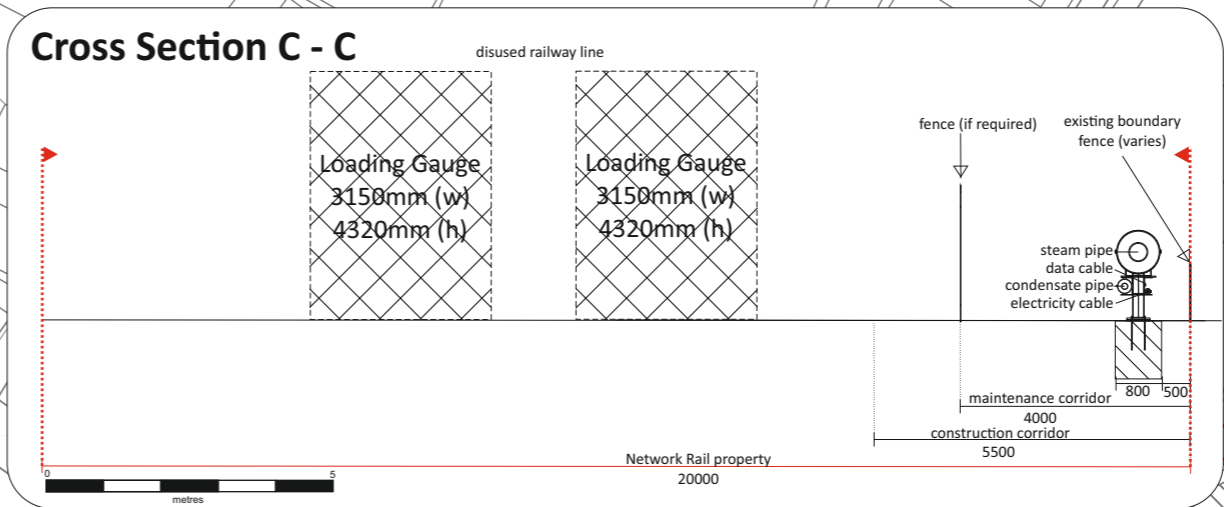 Cross Section C - C
disused railway line
Loading Gauge
3150mm (w)
4320mm (h)
Loading Gauge
3150mm (w)
4320mm (h)
fence (if required)
existing boundary
fence (varies)
steam pipe
data cable
condensate pipe
electricity cable
800
500
maintenance corridor
4000
construction corridor
5500
Network Rail property
20000
0
5
metres